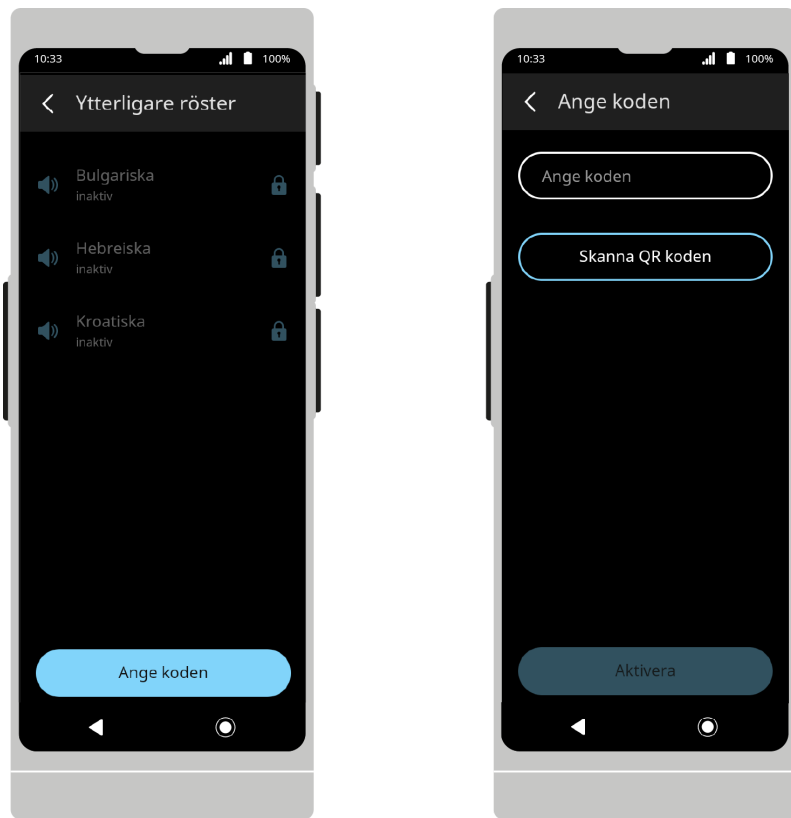 10:33
100%
Ytterligare röster
Bulgariska
inaktiv
Hebreiska
inaktiv
Kroatiska
inaktiv
Ange koden
10:33
100%
Ange koden
Ange koden
Skanna QR koden
Aktivera